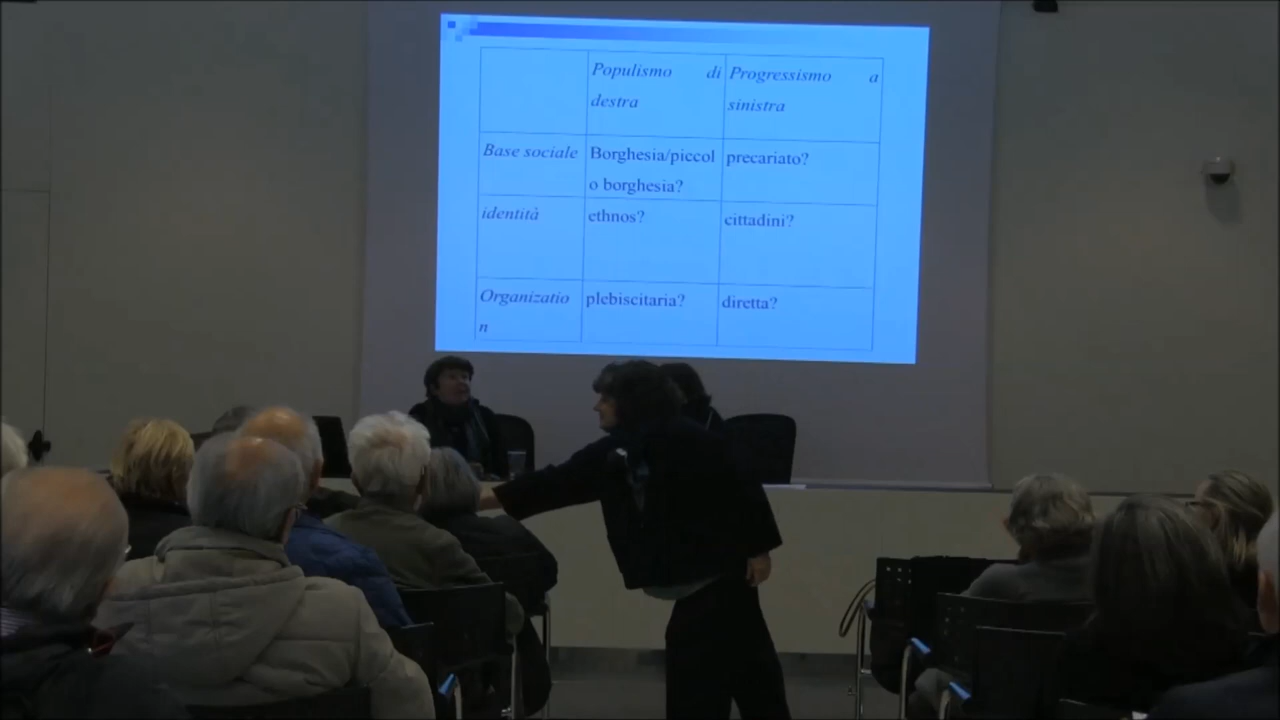 Populismo di Progressismo a
destra sinistra
Base sociale Borghesia/piccol precariato?
o borghesia?
identità ethnos? cittadini?
Organizatio plebiscitaria? diretta?
n